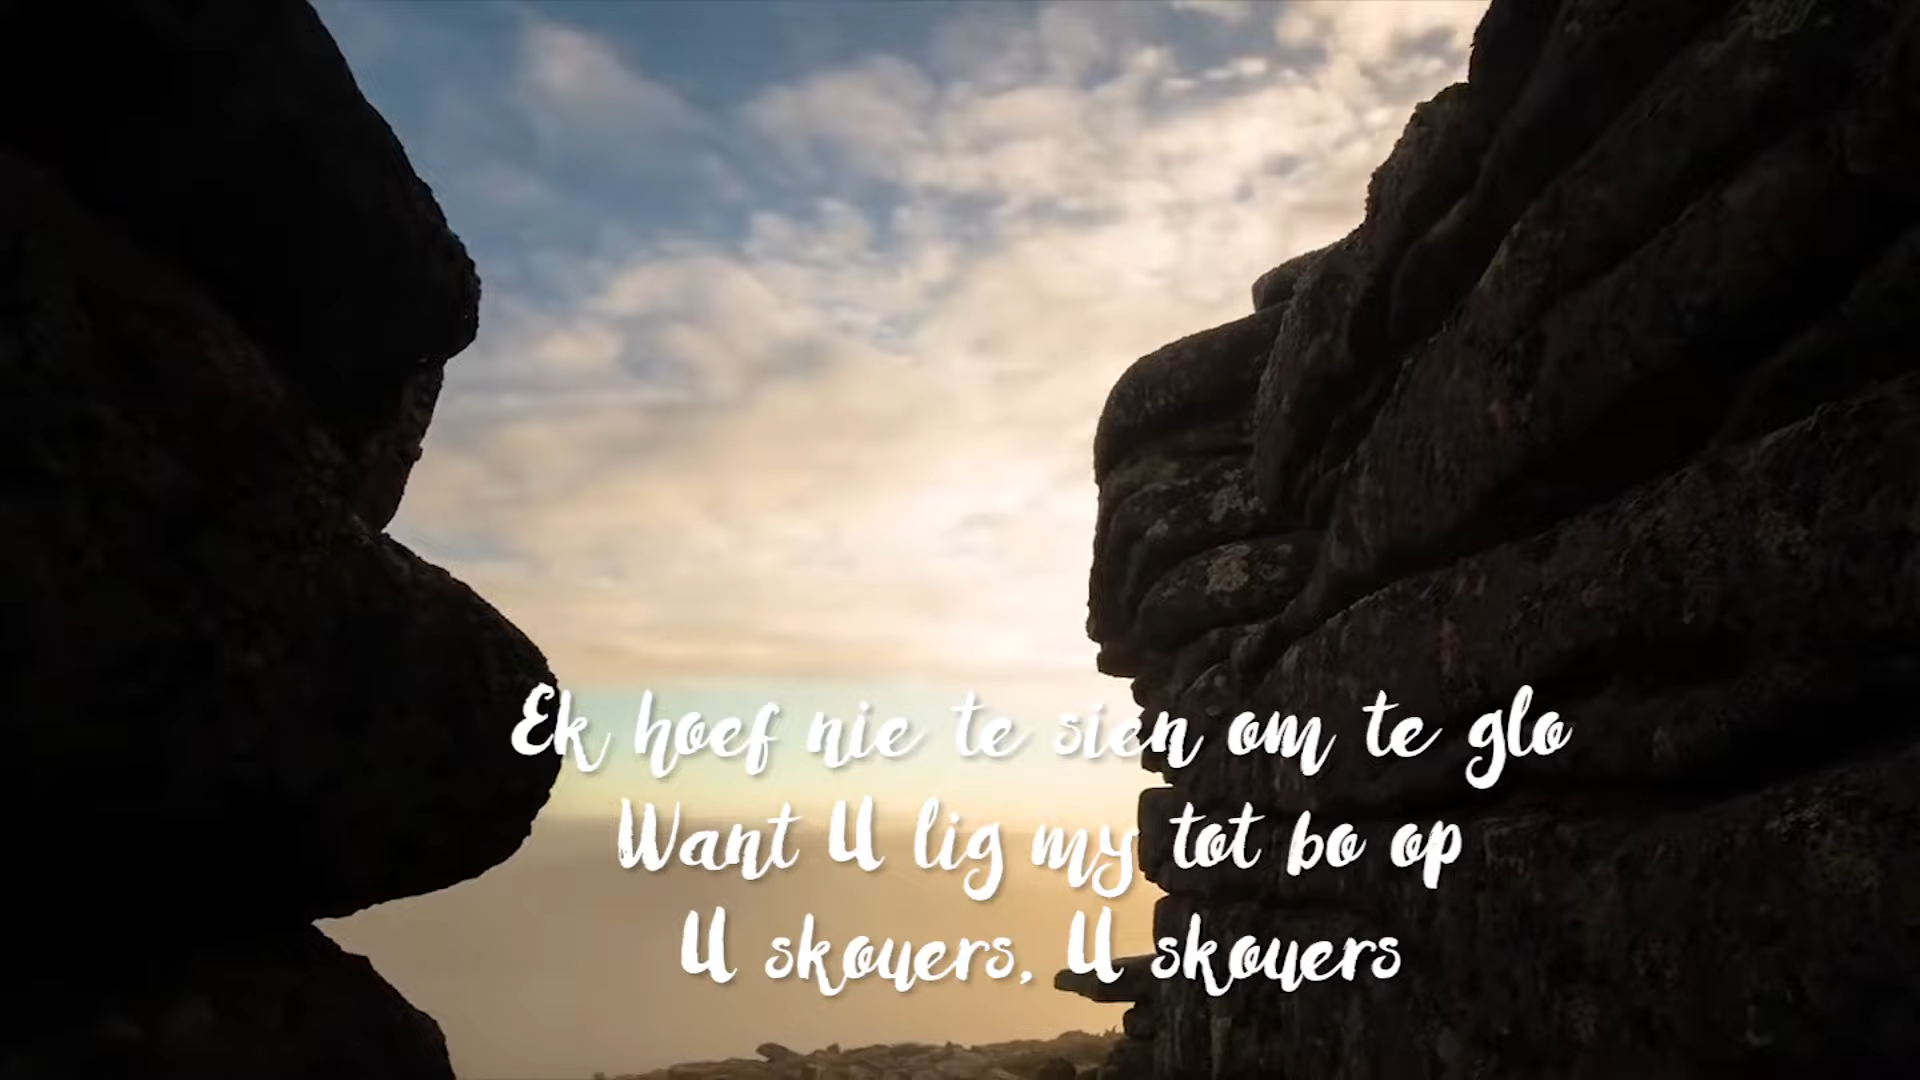 Ek hoef nie te sien om te glo
Want U lig my tot bo op
U skouers, U skouers